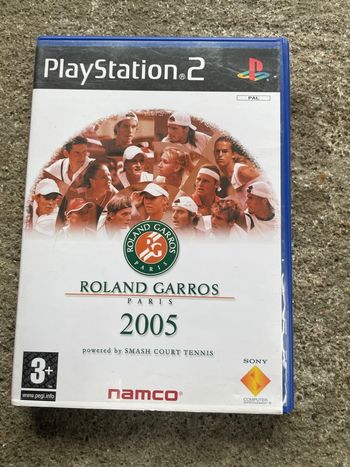 PlayStation®2
PAL
ROLAND GARROS
PARIS
ROLAND GARROS
PARIS
2005
powered by SMASH COURT TENNIS
3+
www.pegi.info
namco®
SONY
COMPUTER